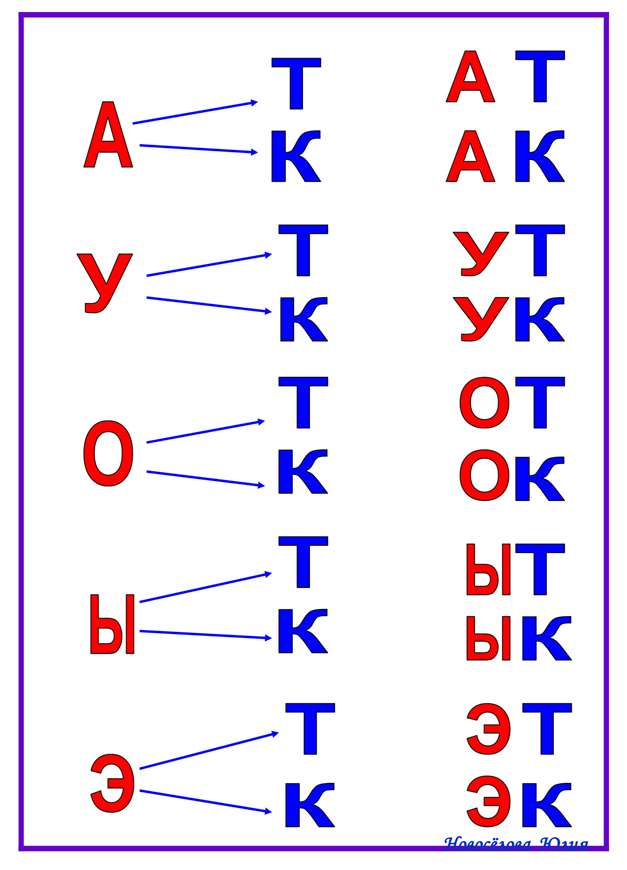 А Т А Т
К А К
У Т У Т
К У К
О Т О Т
К О К
Ы Т Ы Т
К Ы К
Э Т Э Т
К Э К
Новосёлова Юлия